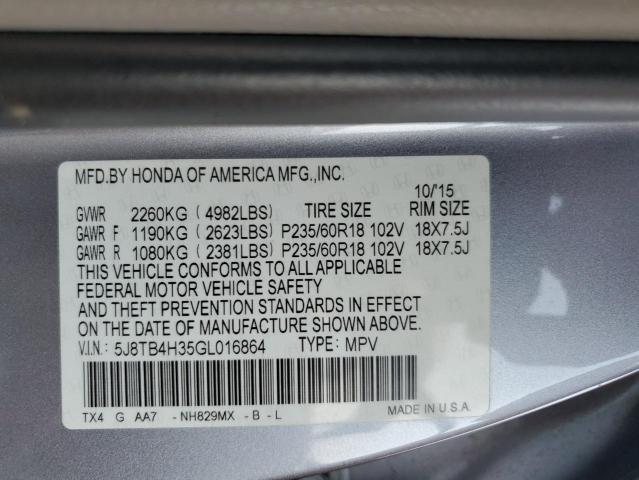 MFD.BY HONDA OF AMERICA MFG.,INC.
10/'15
GVWR 2260KG (4982LBS) TIRE SIZE RIM SIZE
GAWR F 1190KG (2623LBS) P235/60R18 102V 18X7.5J
GAWR R 1080KG (2381LBS) P235/60R18 102V 18X7.5J
THIS VEHICLE CONFORMS TO ALL APPLICABLE
FEDERAL MOTOR VEHICLE SAFETY
AND THEFT PREVENTION STANDARDS IN EFFECT
ON THE DATE OF MANUFACTURE SHOWN ABOVE.
V.I.N.: 5J8TB4H35GL016864 TYPE: MPV
TX4 G AA7 -NH829MX -B -L MADE IN U.S.A.